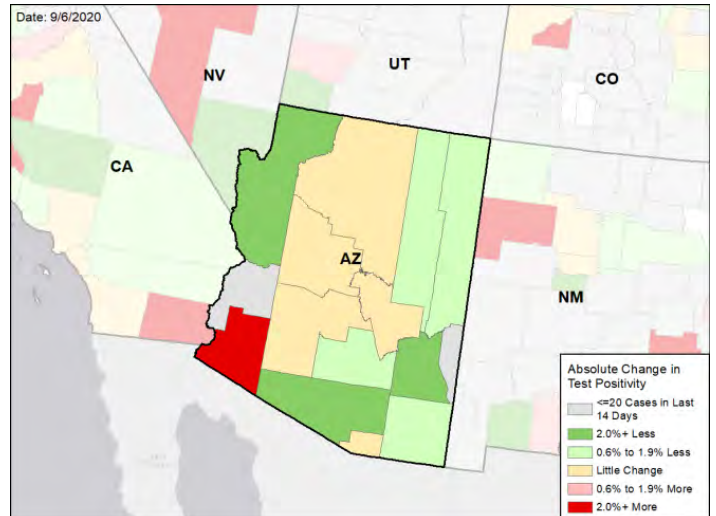 Date: 9/6/2020
NV
UT
CO
CA
AZ
NM
Absolute Change in
Test Positivity
<=20 Cases in Last
14 Days
2.0%+ Less
0.6% to 1.9% Less
Little Change
0.6% to 1.9% More
2.0%+ More